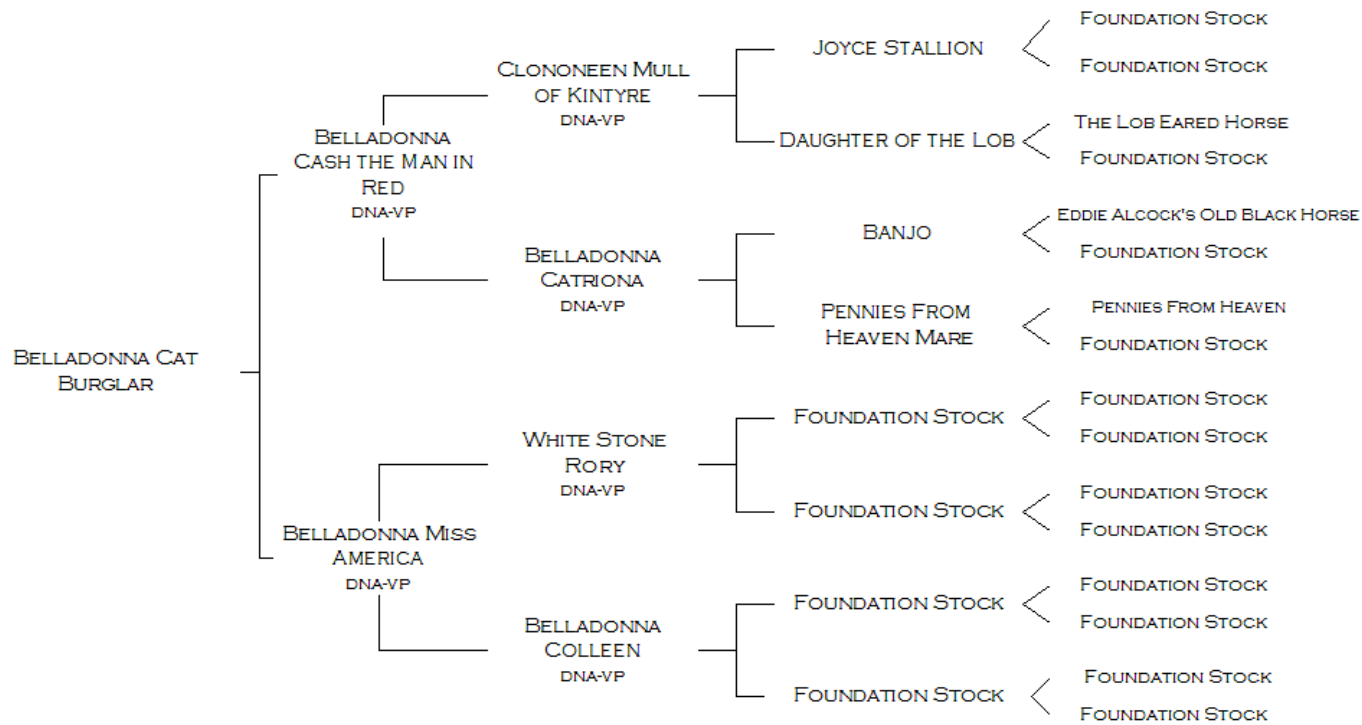 Belladonna Cat
Burglar
Belladonna
Cash the Man in
Red
DNA-VP
Belladonna Miss
America
DNA-VP
Clononeen Mull
of Kintyre
DNA-VP
Belladonna
Catriona
DNA-VP
White Stone
Rory
DNA-VP
Belladonna
Colleen
DNA-VP
Joyce Stallion
Daughter of the Lob
Banjo
Pennies From
Heaven Mare
Foundation Stock
Foundation Stock
Foundation Stock
Foundation Stock
Foundation Stock
Foundation Stock
The Lob Eared Horse
Foundation Stock
Eddie Alcock's Old Black Horse
Foundation Stock
Pennies From Heaven
Foundation Stock
Foundation Stock
Foundation Stock
Foundation Stock
Foundation Stock
Foundation Stock
Foundation Stock
Foundation Stock
Foundation Stock